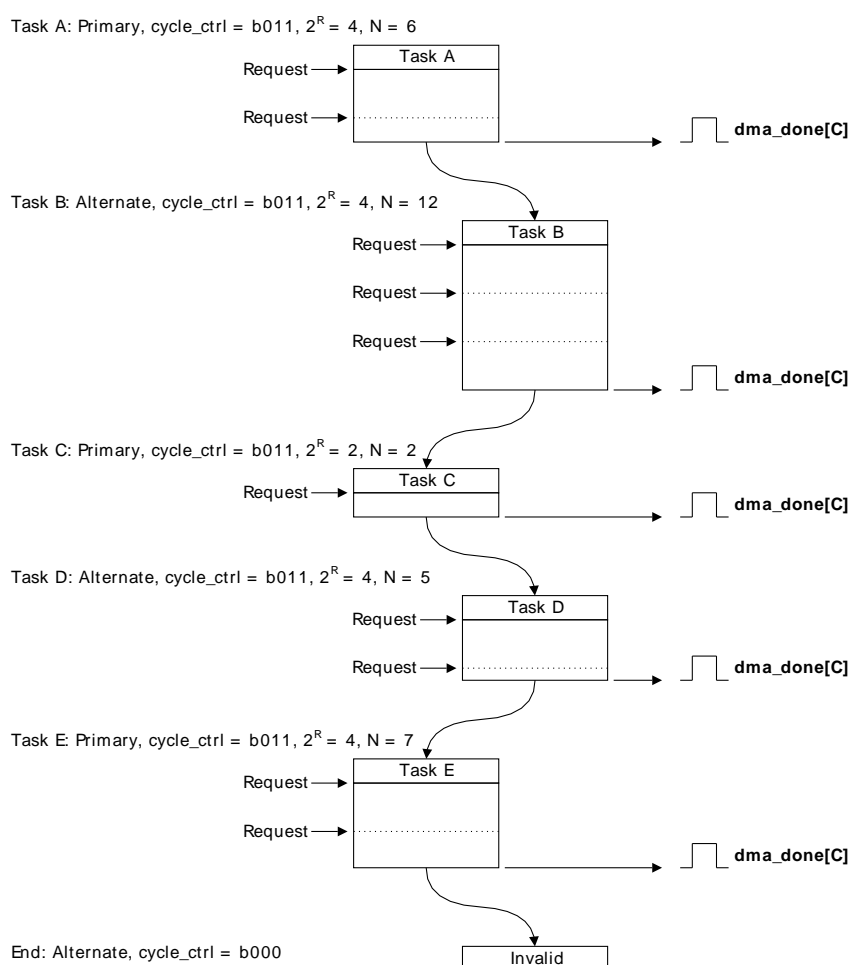 Task A: Primary, cycle_ctrl = b011, 2^R = 4, N = 6
Task A
Request
Request
dma_done[C]
Task B: Alternate, cycle_ctrl = b011, 2^R = 4, N = 12
Task B
Request
Request
Request
dma_done[C]
Task C: Primary, cycle_ctrl = b011, 2^R = 2, N = 2
Task C
Request
dma_done[C]
Task D: Alternate, cycle_ctrl = b011, 2^R = 4, N = 5
Task D
Request
Request
dma_done[C]
Task E: Primary, cycle_ctrl = b011, 2^R = 4, N = 7
Task E
Request
Request
dma_done[C]
End: Alternate, cycle_ctrl = b000
Invalid